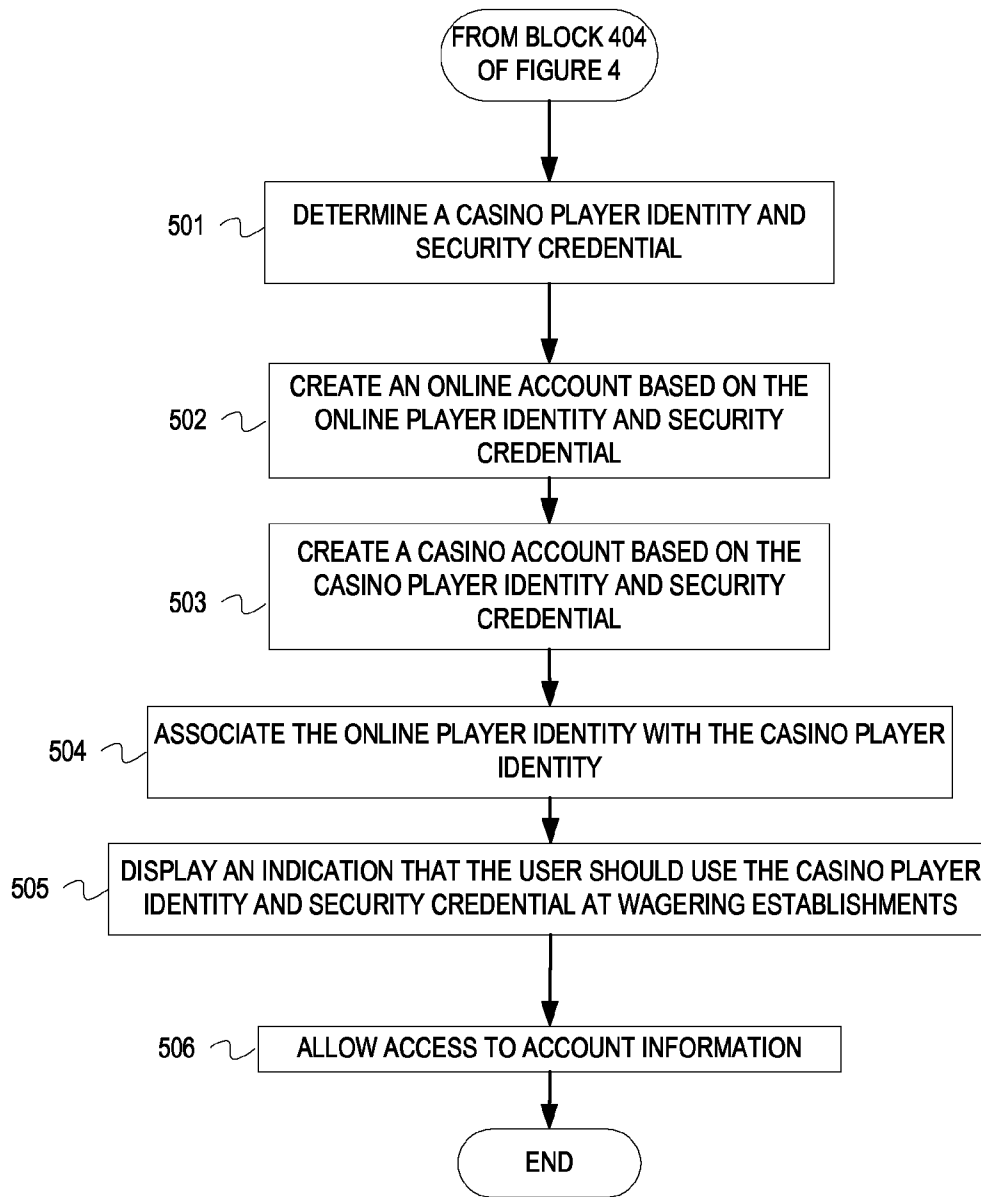 FROM BLOCK 404
OF FIGURE 4
501
DETERMINE A CASINO PLAYER IDENTITY AND
SECURITY CREDENTIAL
502
CREATE AN ONLINE ACCOUNT BASED ON THE
ONLINE PLAYER IDENTITY AND SECURITY
CREDENTIAL
503
CREATE A CASINO ACCOUNT BASED ON THE
CASINO PLAYER IDENTITY AND SECURITY
CREDENTIAL
504
ASSOCIATE THE ONLINE PLAYER IDENTITY WITH THE CASINO PLAYER
IDENTITY
505
DISPLAY AN INDICATION THAT THE USER SHOULD USE THE CASINO PLAYER
IDENTITY AND SECURITY CREDENTIAL AT WAGERING ESTABLISHMENTS
506
ALLOW ACCESS TO ACCOUNT INFORMATION
END